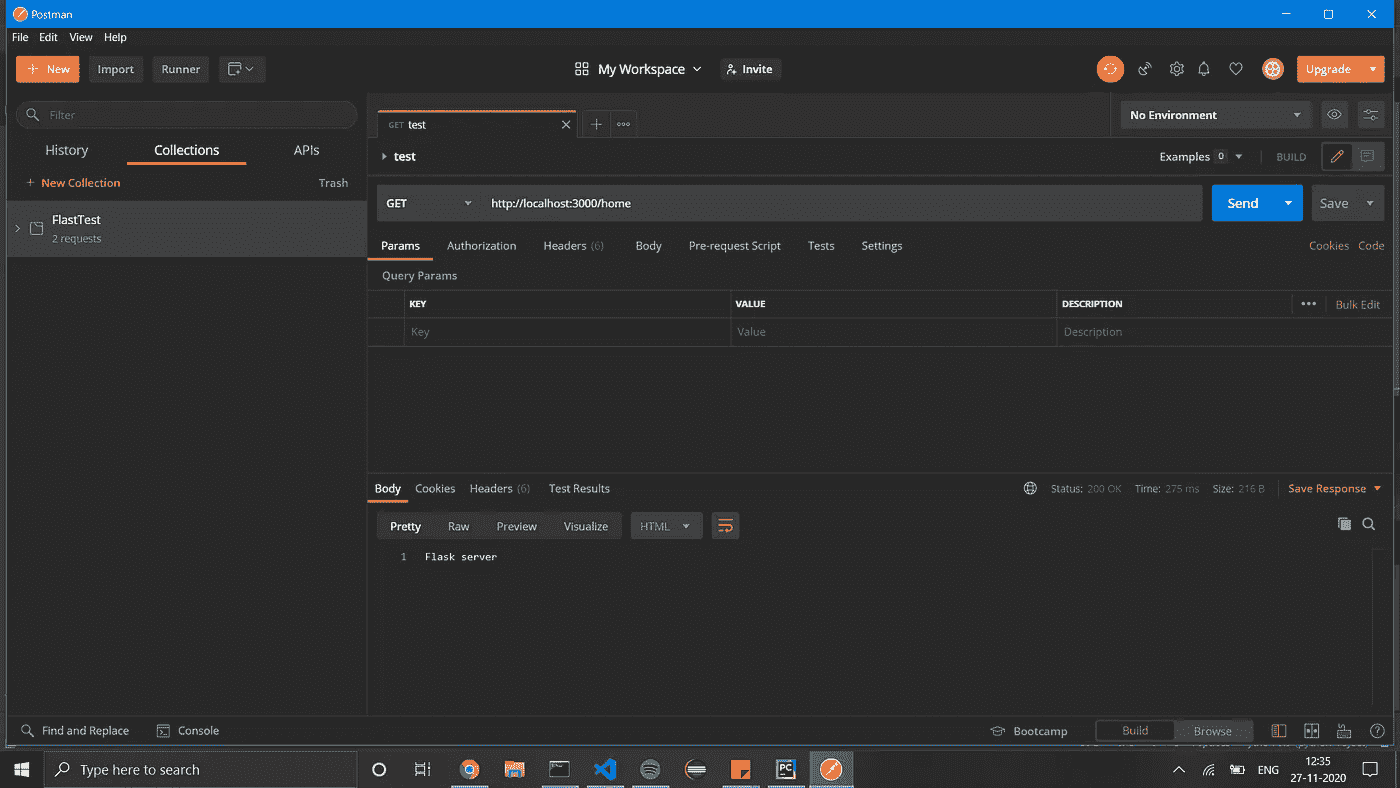 Postman
File Edit View Help
New Import Runner My Workspace Invite Upgrade
Filter
History Collections APIs
+ New Collection Trash
FlastTest
2 requests
GET test No Environment
test Examples 0 BUILD
GET http://localhost:3000/home Send Save
Params Authorization Headers (6) Body Pre-request Script Tests Settings Cookies Code
Query Params
KEY VALUE DESCRIPTION Bulk Edit
Key Value Description
Body Cookies Headers (6) Test Results Status: 200 OK Time: 275 ms Size: 216 B Save Response
Pretty Raw Preview Visualize HTML
1 Flask server
Find and Replace Console Bootcamp Build Browse
Type here to search PC ENG 12:35
27-11-2020